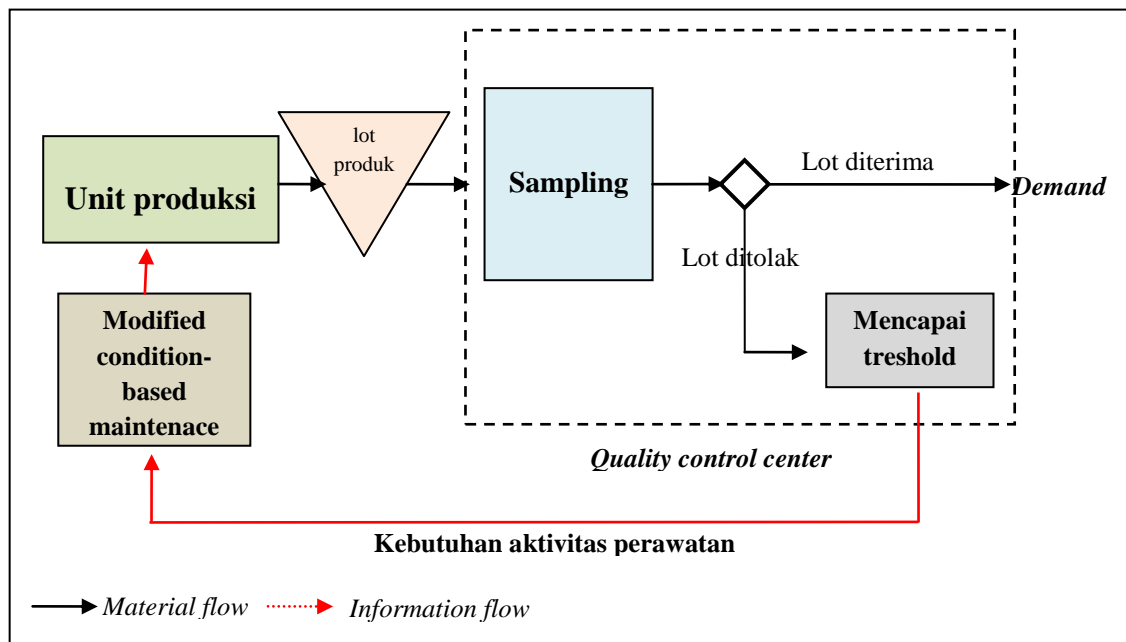 lot
produk
Unit produksi
Sampling
Lot diterima
Demand
Lot ditolak
Mencapai
treshold
Modified
condition-
based
maintenace
Quality control center
Kebutuhan aktivitas perawatan
Material flow
Information flow